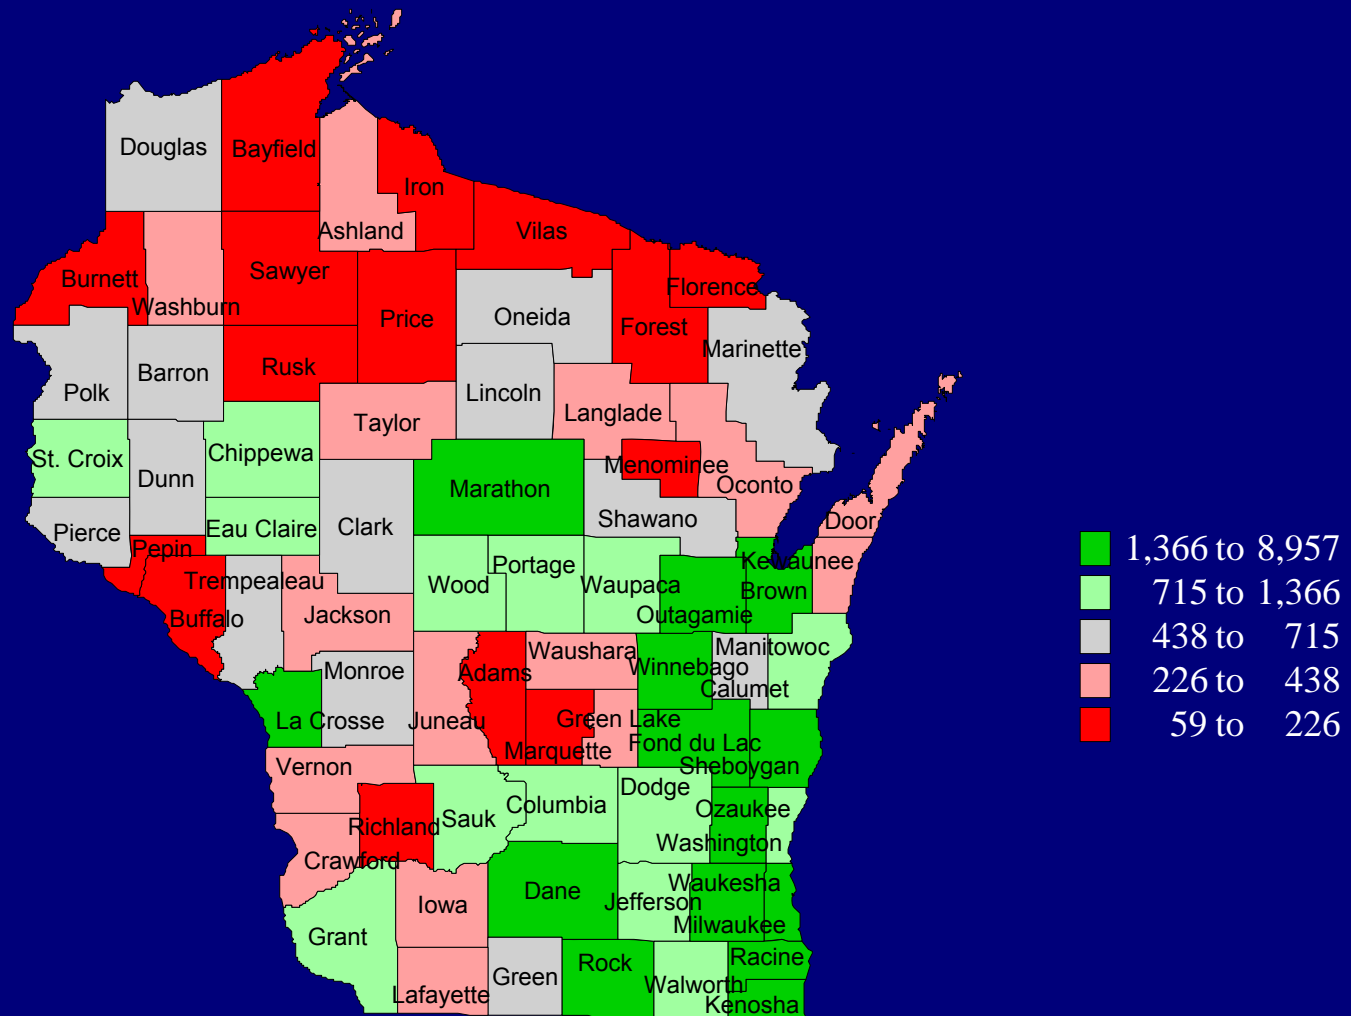 Douglas
Bayfield
Iron
Ashland
Vilas
Burnett
Washburn
Sawyer
Florence
Price
Oneida
Forest
Marinette
Rusk
Barron
Polk
Lincoln
Langlade
Taylor
St. Croix
Chippewa
Menominee
Dunn
Marathon
Oconto
Shawano
Door
Pierce
Eau Claire
Clark
Pepin
Kewaunee
Portage
Trempealeau
Wood
Waupaca
Brown
Buffalo
Jackson
Outagamie
Manitowoc
Waushara
Winnebago
Monroe
Adams
Calumet
La Crosse
Juneau
Green Lake
Fond du Lac
Marquette
Vernon
Sheboygan
Dodge
Columbia
Ozaukee
Sauk
Richland
Washington
Crawford
Waukesha
Dane
Jefferson
Iowa
Milwaukee
Grant
Racine
Rock
Green
Walworth
Lafayette
Kenosha
1,366 to 8,957
715 to 1,366
438 to 715
226 to 438
59 to 226